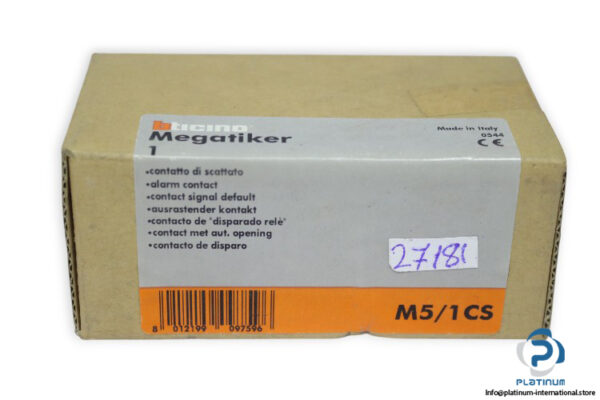 bticino
Megatiker
1
Made in Italy
0544
CE
•contatto di scattato
•alarm contact
•contact signal default
•ausrastender kontakt
•contacto de "disparado relè"
•contact met aut. opening
•contacto de disparo
27181
8 012199 097596
M5/1CS
PLATINUM
Info@platinum-international.store